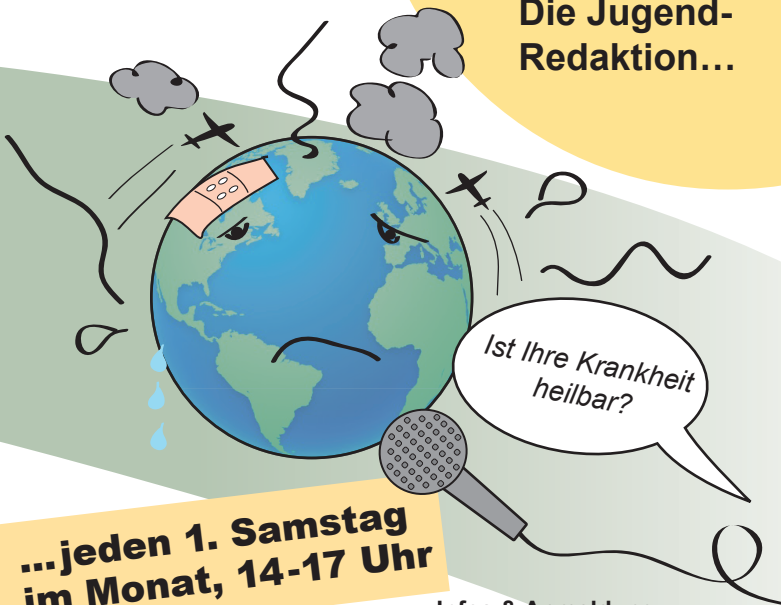 Die Jugend-
Redaktion…
Ist Ihre Krankheit
heilbar?
...jeden 1. Samstag
im Monat, 14-17 Uhr